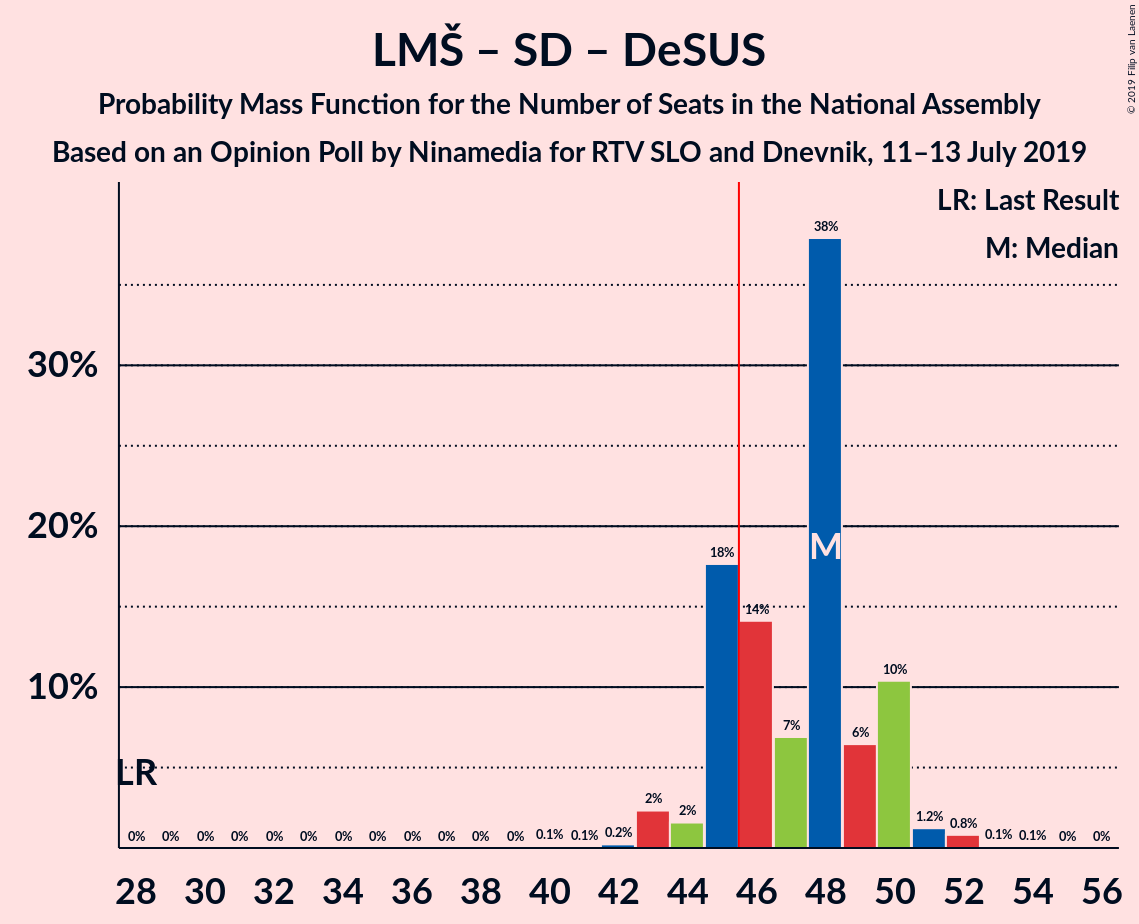 LMŠ – SD – DeSUS
Probability Mass Function for the Number of Seats in the National Assembly
Based on an Opinion Poll by Ninamedia for RTV SLO and Dnevnik, 11–13 July 2019
© 2019 Filip van Laenen
LR: Last Result
M: Median
30%
20%
10%
LR
M
0% 0% 0% 0% 0% 0% 0% 0% 0% 0% 0% 0% 0.1% 0.1% 0.2% 2% 2% 18% 14% 7% 38% 6% 10% 1.2% 0.8% 0.1% 0.1% 0% 0%
28 30 32 34 36 38 40 42 44 46 48 50 52 54 56